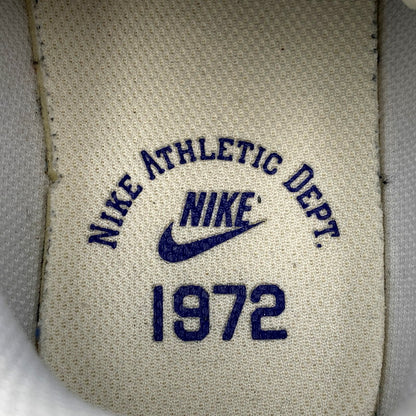 NIKE ATHLETIC DEPT.
NIKE
1972